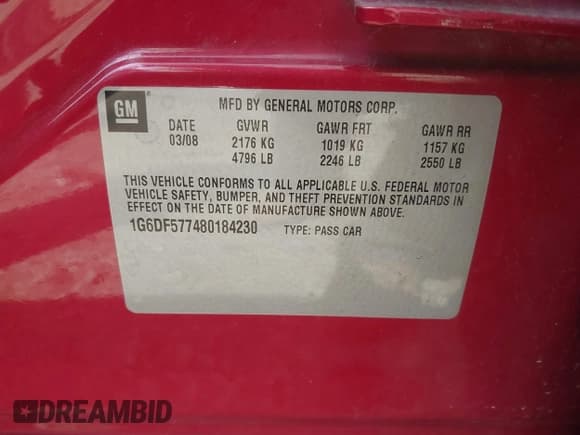 GM
MFD BY GENERAL MOTORS CORP.
DATE GVWR GAWR FRT GAWR RR
03/08 2176 KG 1019 KG 1157 KG
4796 LB 2246 LB 2550 LB
THIS VEHICLE CONFORMS TO ALL APPLICABLE U.S. FEDERAL MOTOR
VEHICLE SAFETY, BUMPER, AND THEFT PREVENTION STANDARDS IN
EFFECT ON THE DATE OF MANUFACTURE SHOWN ABOVE.
1G6DF577480184230 TYPE: PASS CAR
DREAMBID